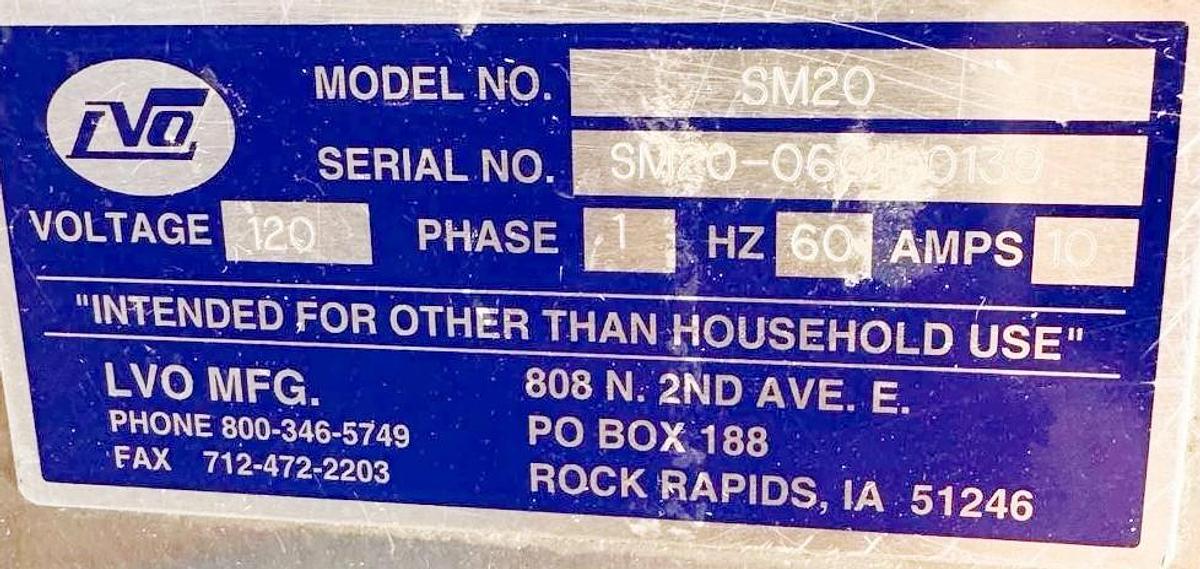 LVO
MODEL NO. SM20
SERIAL NO.
VOLTAGE 120 PHASE 1 HZ 60 AMPS 10
"INTENDED FOR OTHER THAN HOUSEHOLD USE"
LVO MFG.
PHONE 800-346-5749
FAX 712-472-2203
808 N. 2ND AVE. E.
PO BOX 188
ROCK RAPIDS, IA 51246